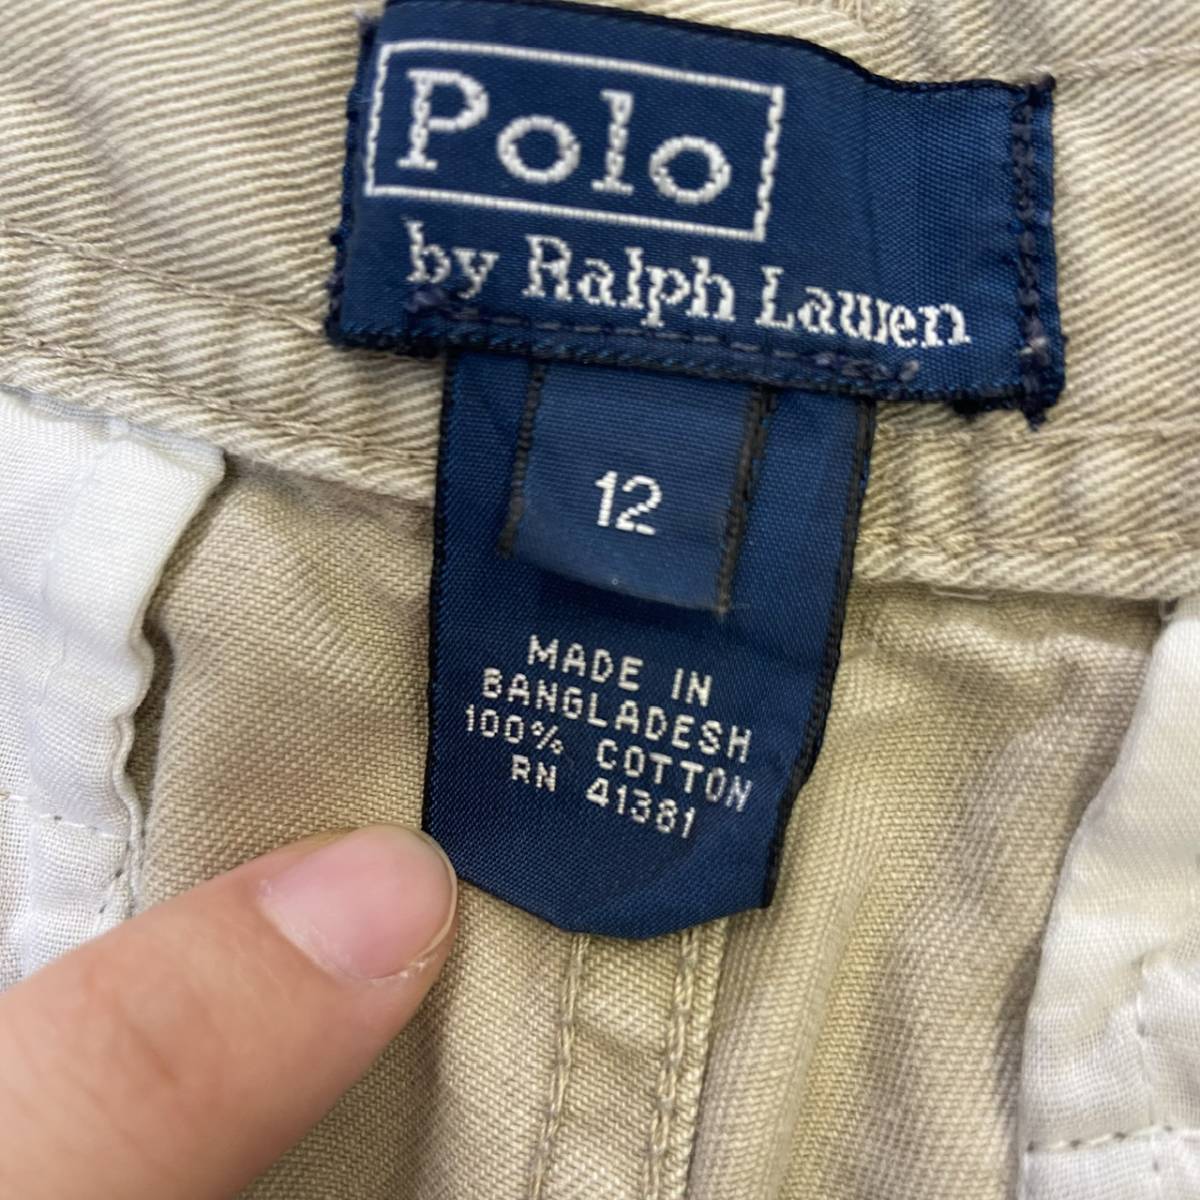 Polo
by Ralph Lauren
12
MADE IN
BANGLADESH
100% COTTON
RN 41381